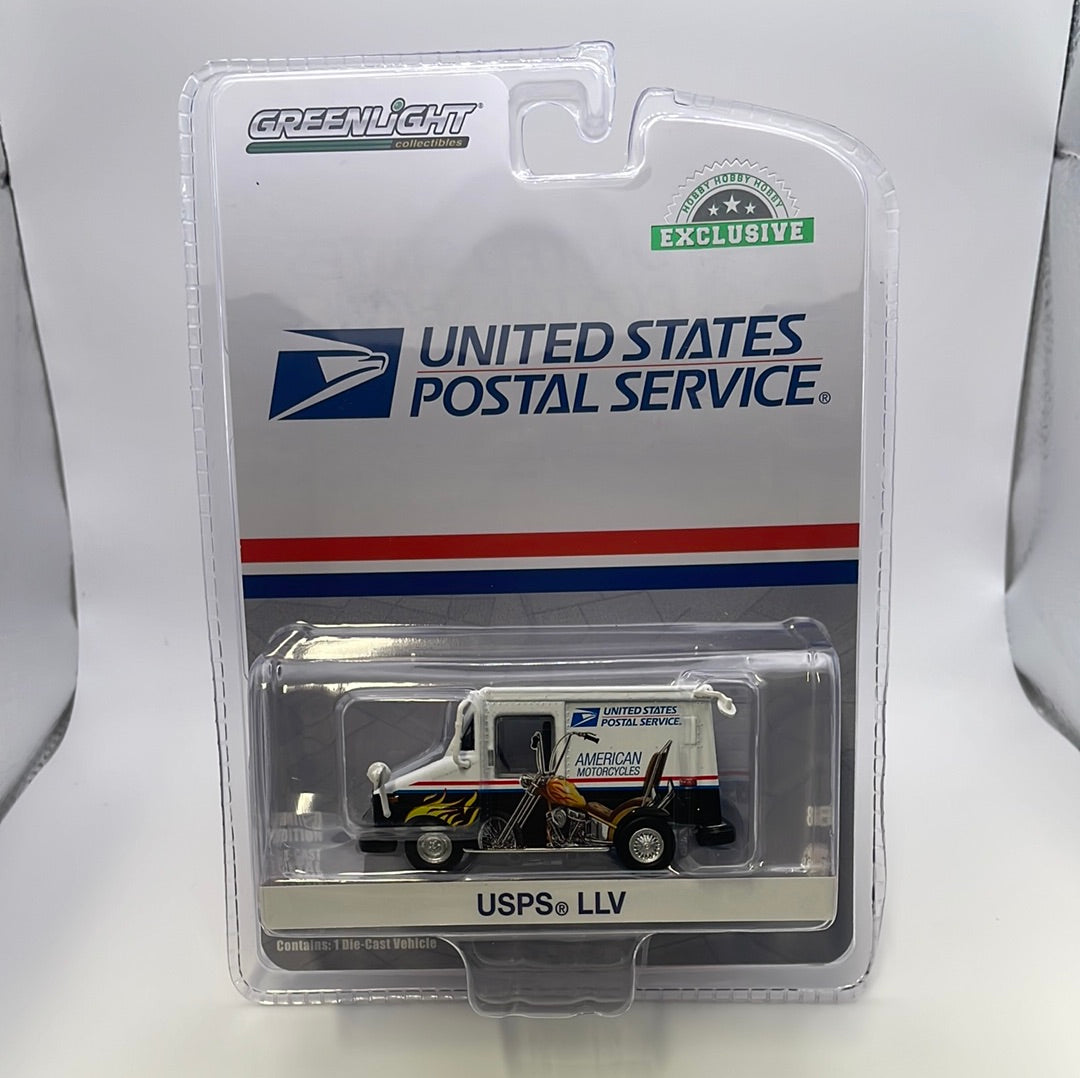 GREENLIGHT®
collectibles
HOBBY HOBBY HOBBY
EXCLUSIVE
UNITED STATES
POSTAL SERVICE®
UNITED STATES
POSTAL SERVICE®
AMERICAN
MOTORCYCLES
USPS® LLV
Contains: 1 Die-Cast Vehicle